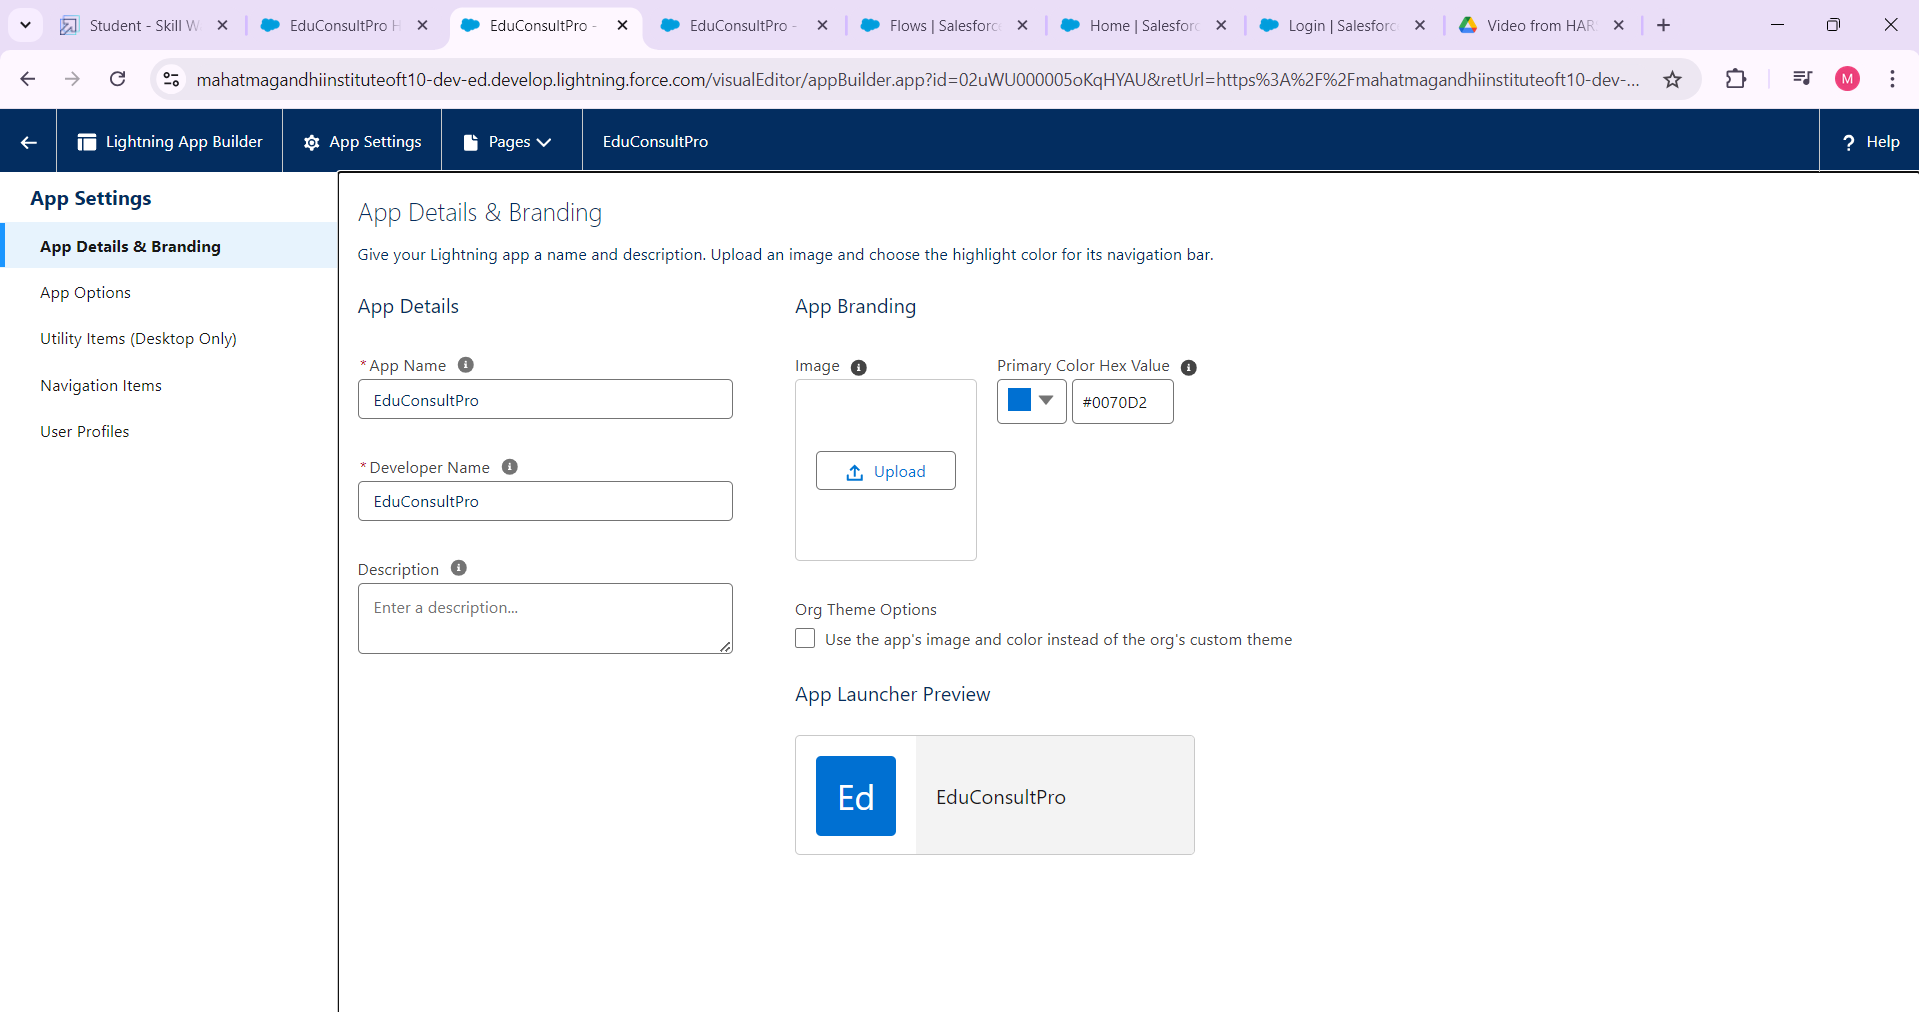 Student - Skill W
EduConsultPro H
EduConsultPro -
EduConsultPro -
Flows | Salesforce
Home | Salesforc
Login | Salesforc
Video from HAR
mahatmagandhiinstituteoft10-dev-ed.develop.lightning.force.com/visualEditor/appBuilder.app?id=02uWU000005oKqHYAU&retUrl=https%3A%2F%2Fmahatmagandhiinstituteoft10-dev-...
M
Lightning App Builder
App Settings
Pages
EduConsultPro
? Help
App Settings
App Details & Branding
App Options
Utility Items (Desktop Only)
Navigation Items
User Profiles
App Details & Branding
Give your Lightning app a name and description. Upload an image and choose the highlight color for its navigation bar.
App Details
*App Name
EduConsultPro
*Developer Name
EduConsultPro
Description
Enter a description...
App Branding
Image
Upload
Primary Color Hex Value
#0070D2
Org Theme Options
Use the app's image and color instead of the org's custom theme
App Launcher Preview
Ed
EduConsultPro